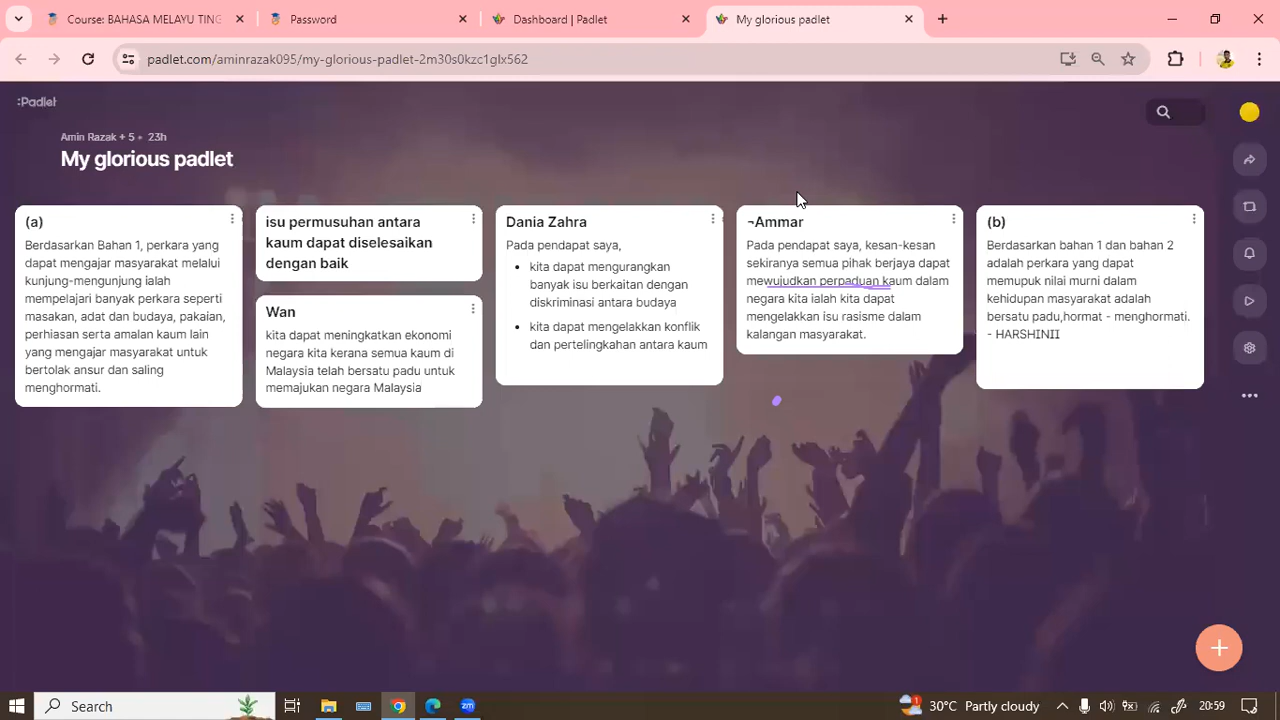 Course: BAHASA MELAYU TING
Password
Dashboard | Padlet
My glorious padlet
padlet.com/aminrazak095/my-glorious-padlet-2m30s0kzc1glx562
:Padlet
Amin Razak + 5 • 23h
My glorious padlet
(a)
Berdasarkan Bahan 1, perkara yang
dapat mengajar masyarakat melalui
kunjung-mengunjung ialah
mempelajari banyak perkara seperti
masakan, adat dan budaya, pakaian,
perhiasan serta amalan kaum lain
yang mengajar masyarakat untuk
bertolak ansur dan saling
menghormati.
isu permusuhan antara
kaum dapat diselesaikan
dengan baik
Wan
kita dapat meningkatkan ekonomi
negara kita kerana semua kaum di
Malaysia telah bersatu padu untuk
memajukan negara Malaysia
Dania Zahra
Pada pendapat saya,
• kita dapat mengurangkan
banyak isu berkaitan dengan
diskriminasi antara budaya
• kita dapat mengelakkan konflik
dan pertelingkahan antara kaum
¬Ammar
Pada pendapat saya, kesan-kesan
sekiranya semua pihak berjaya dapat
mewujudkan perpaduan kaum dalam
negara kita ialah kita dapat
mengelakkan isu rasisme dalam
kalangan masyarakat.
(b)
Berdasarkan bahan 1 dan bahan 2
adalah perkara yang dapat
memupuk nilai murni dalam
kehidupan masyarakat adalah
bersatu padu,hormat - menghormati.
- HARSHINII
Search
30°C Partly cloudy
20:59